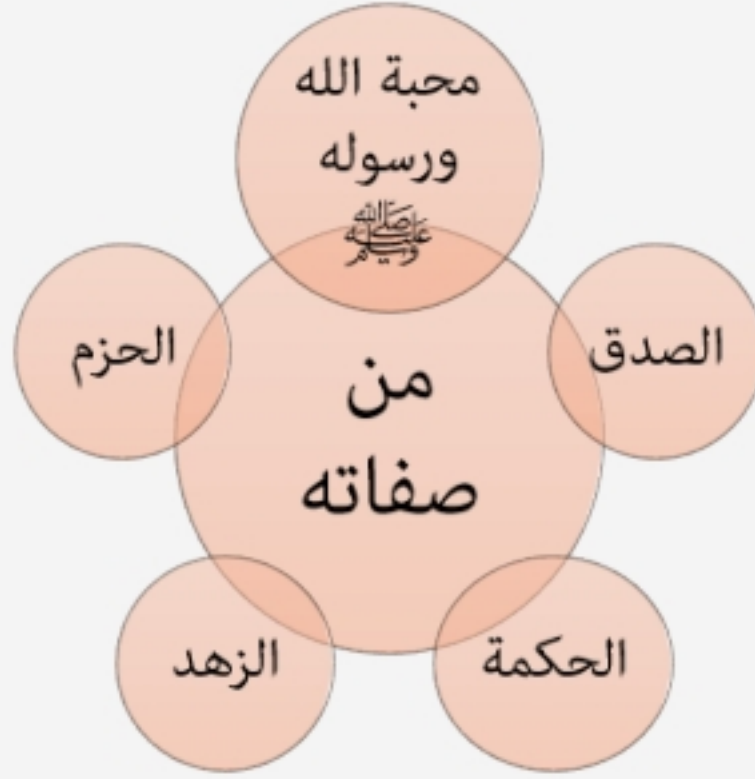 محبة الله
ورسوله
ﷺ
الصدق
الحزم
من
صفاته
الحكمة
الزهد